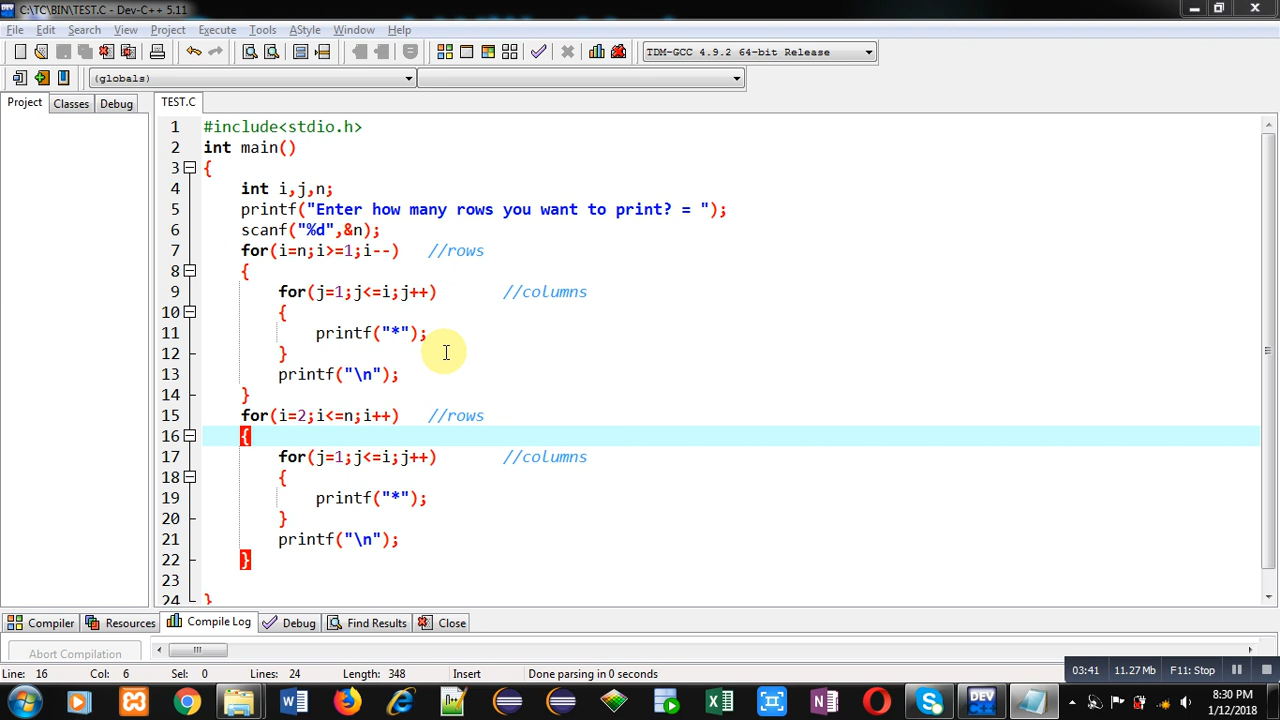 C:\TC\BIN\TEST.C - Dev-C++ 5.11
File Edit Search View Project Execute Tools AStyle Window Help
TDM-GCC 4.9.2 64-bit Release
(globals)
Project Classes Debug TEST.C
1 #include<stdio.h>
2 int main()
3 {
4 int i,j,n;
5 printf("Enter how many rows you want to print? = ");
6 scanf("%d",&n);
7 for(i=n;i>=1;i--) //rows
8 {
9 for(j=1;j<=i;j++) //columns
10 {
11 printf("*");
12 }
13 printf("\n");
14 }
15 for(i=2;i<=n;i++) //rows
16 {
17 for(j=1;j<=i;j++) //columns
18 {
19 printf("*");
20 }
21 printf("\n");
22 }
23
24 }
Compiler Resources Compile Log Debug Find Results Close
Abort Compilation
Line: 16 Col: 6 Sel: 0 Lines: 24 Length: 348 Insert Done parsing in 0 seconds
03:41 11.27 Mb F11: Stop
DEV C++
8:30 PM
1/12/2018